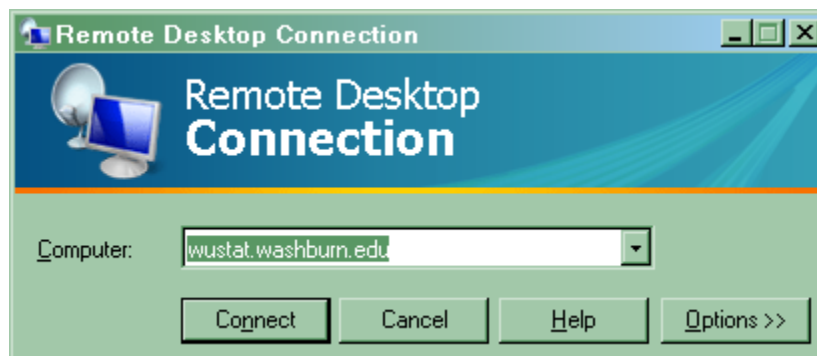 Remote Desktop Connection
Remote Desktop
Connection
Computer: wustat.washburn.edu
Connect Cancel Help Options >>